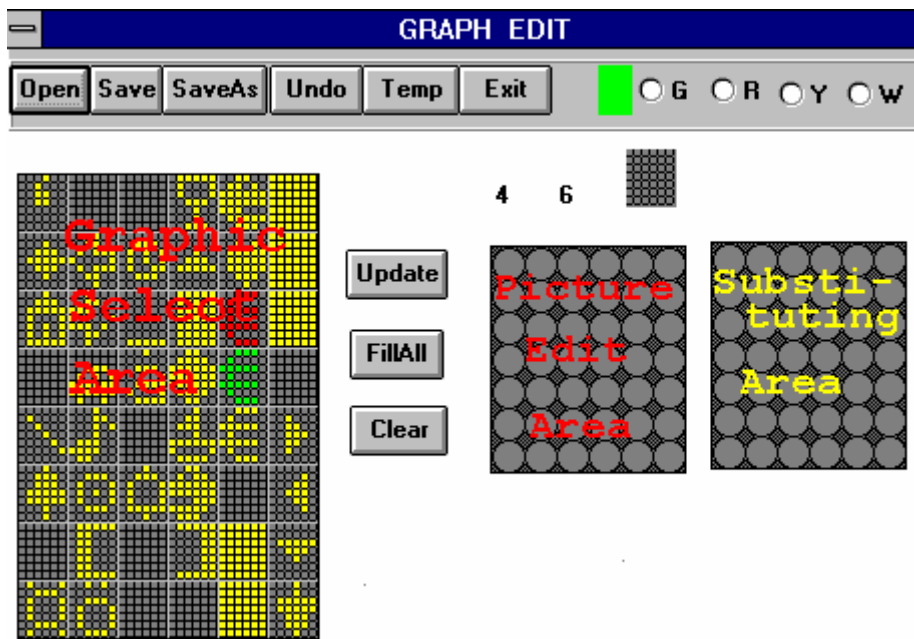 GRAPH EDIT
Open Save SaveAs Undo Temp Exit G R Y W
4 6
Graphic
Select
Area
Update
FillAll
Clear
Picture
Edit
Area
Substi-
tuting
Area